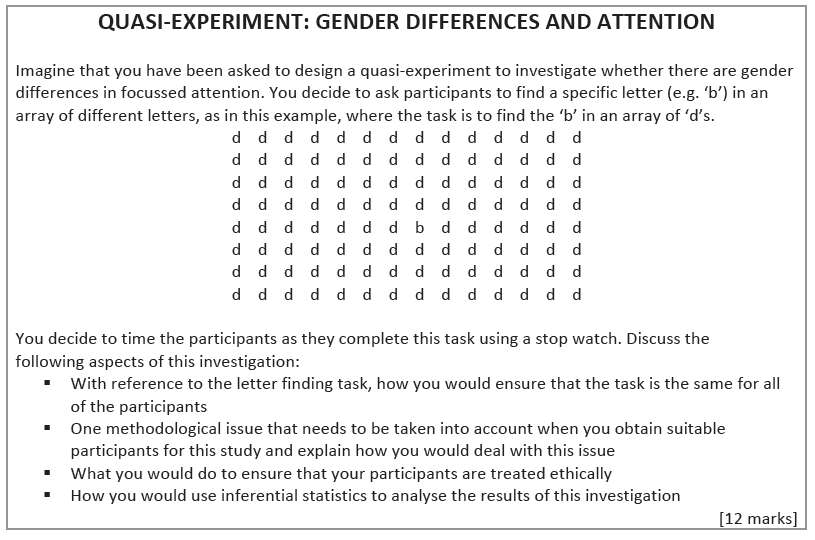 QUASI-EXPERIMENT: GENDER DIFFERENCES AND ATTENTION
Imagine that you have been asked to design a quasi-experiment to investigate whether there are gender
differences in focussed attention. You decide to ask participants to find a specific letter (e.g. ‘b’) in an
array of different letters, as in this example, where the task is to find the ‘b’ in an array of ‘d’s.
d d d d d d d d d d d d d d
d d d d d d d d d d d d d d
d d d d d d d d d d d d d d
d d d d d d d d d d d d d d
d d d d d d d b d d d d d d
d d d d d d d d d d d d d d
d d d d d d d d d d d d d d
d d d d d d d d d d d d d d
You decide to time the participants as they complete this task using a stop watch. Discuss the
following aspects of this investigation:
▪ With reference to the letter finding task, how you would ensure that the task is the same for all
of the participants
▪ One methodological issue that needs to be taken into account when you obtain suitable
participants for this study and explain how you would deal with this issue
▪ What you would do to ensure that your participants are treated ethically
▪ How you would use inferential statistics to analyse the results of this investigation
[12 marks]